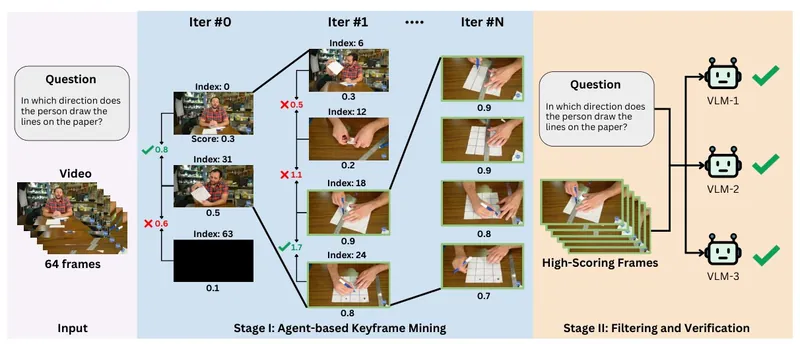 Iter #0
Iter #1
....
Iter #N
Question
In which direction does
the person draw the
lines on the paper?
Video
64 frames
Input
Index: 0
Score: 0.3
0.8
Index: 31
0.5
0.6
Index: 63
0.1
Index: 6
0.3
0.5
Index: 12
0.2
1.1
Index: 18
0.9
1.7
Index: 24
0.8
0.9
0.9
0.8
0.7
Stage I: Agent-based Keyframe Mining
Question
In which direction does
the person draw the
lines on the paper?
High-Scoring Frames
VLM-1
VLM-2
VLM-3
Stage II: Filtering and Verification